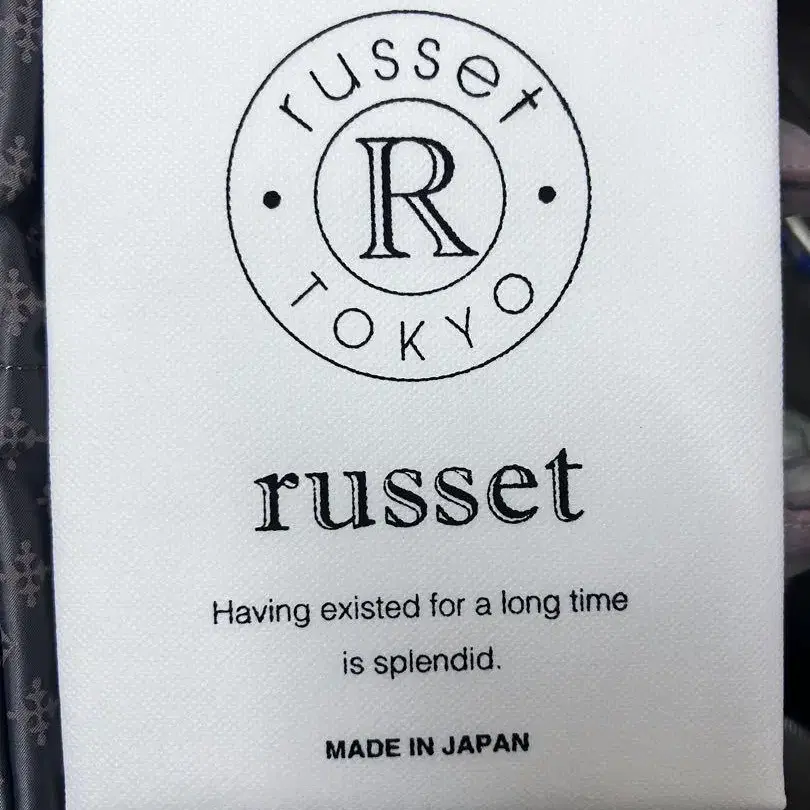 russet
R
TOKYO
russet
Having existed for a long time
is splendid.
MADE IN JAPAN